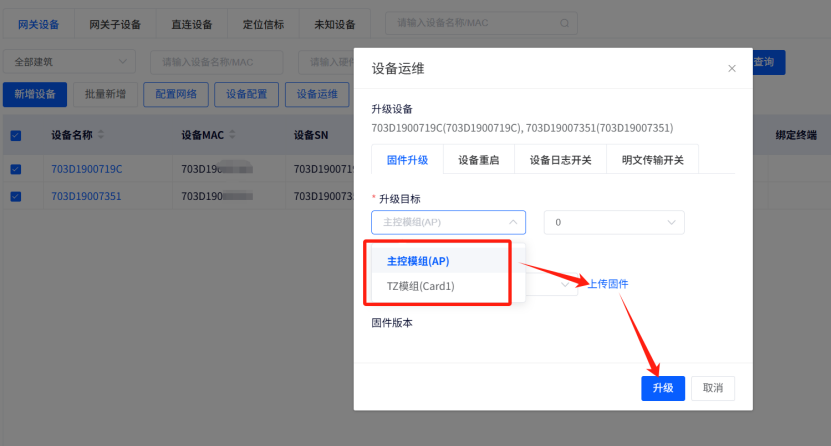 网关设备 网关子设备 直连设备 定位信标 未知设备 请输入设备名称/MAC
全部建筑 请输入设备名称/MAC 请输入硬件 查询
新增设备 批量新增 配置网络 设备配置 设备运维
设备名称 设备MAC 设备SN 绑定终端
703D1900719C 703D190 703D190071
703D19007351 703D190 703D190073
设备运维
升级设备
703D1900719C(703D1900719C), 703D19007351(703D19007351)
固件升级 设备重启 设备日志开关 明文传输开关
* 升级目标
主控模组(AP) 0
主控模组(AP)
TZ模组(Card1) 上传固件
固件版本
升级 取消